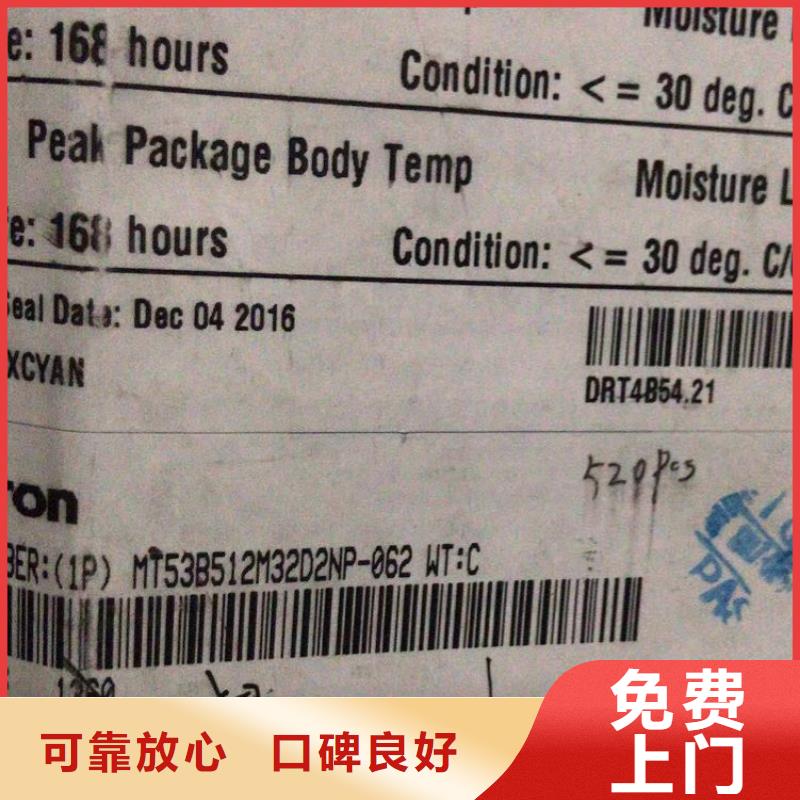 Moisture
e: 168 hours
Condition: <= 30 deg. C
Peak Package Body Temp
Moisture L
e: 168 hours
Condition: <= 30 deg. C/
Seal Date: Dec 04 2016
XCYAN
DRT4B54.21
520pcs
ron
BER:(1P) MT53B512M32D2NP-062 WT:C
1260
可靠放心 口碑良好
免费
上门